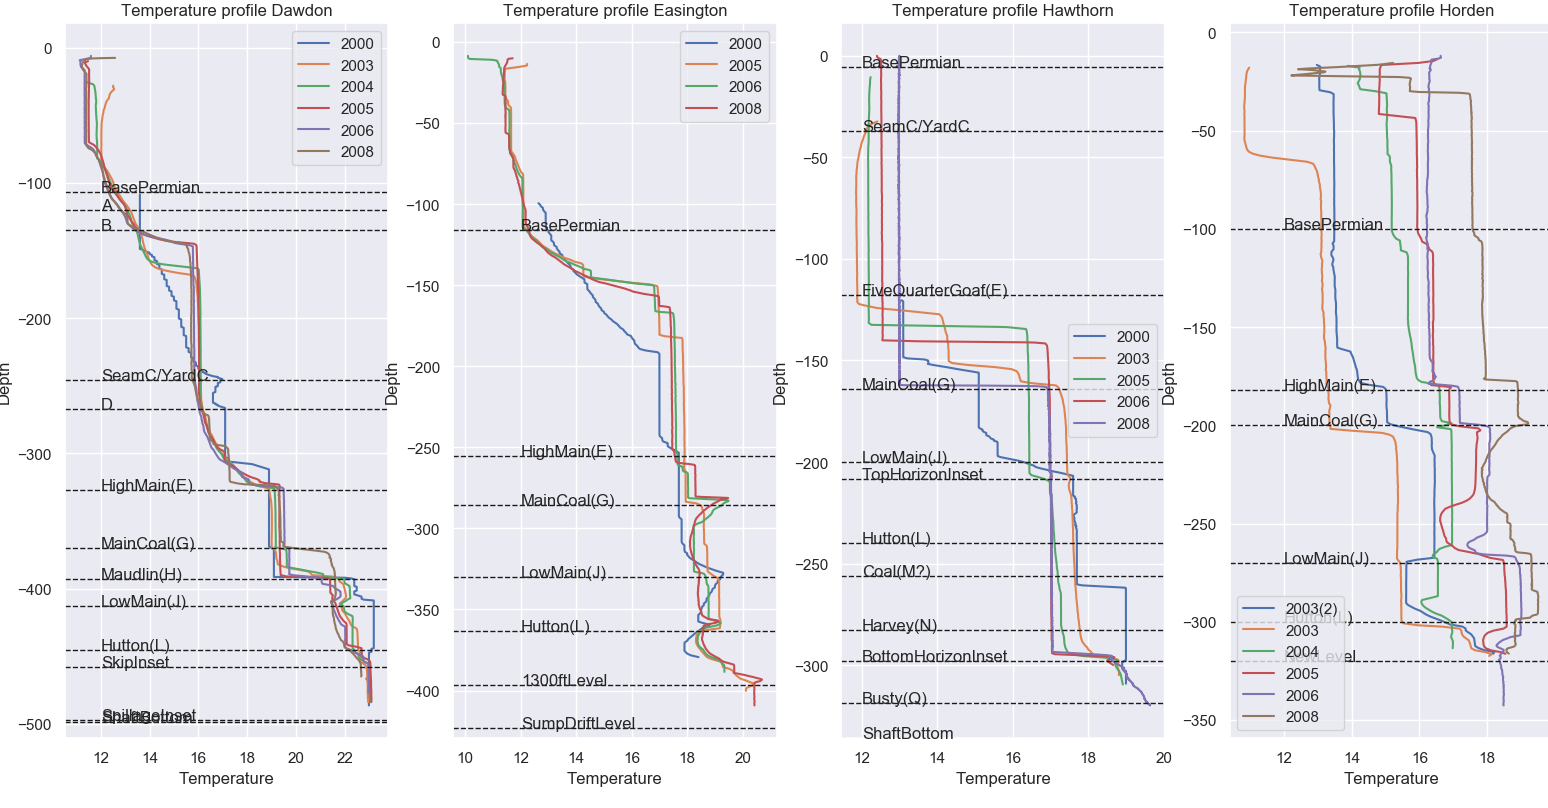 Temperature profile Dawdon
0
−100
−200
−300
−400
−500
Depth
2000
2003
2004
2005
2006
2008
BasePermian
A
B
SeamC/YardC
D
HighMain(E)
MainCoal(G)
Maudlin(H)
LowMain(J)
Hutton(L)
SkipInset
SpillageInset
ShaftBottom
12
14
16
18
20
22
Temperature
Temperature profile Easington
0
−50
−100
−150
−200
−250
−300
−350
−400
Depth
2000
2005
2006
2008
BasePermian
HighMain(E)
MainCoal(G)
LowMain(J)
Hutton(L)
1300ftLevel
SumpDriftLevel
10
12
14
16
18
20
Temperature
Temperature profile Hawthorn
0
−50
−100
−150
−200
−250
−300
Depth
BasePermian
SeamC/YardC
FiveQuarterGoaf(E)
2000
2003
2005
2006
2008
MainCoal(G)
LowMain(J)
TopHorizonInset
Hutton(L)
Coal(M?)
Harvey(N)
BottomHorizonInset
Busty(Q)
ShaftBottom
12
14
16
18
20
Temperature
Temperature profile Horden
0
−50
−100
−150
−200
−250
−300
−350
Depth
BasePermian
HighMain(E)
MainCoal(G)
LowMain(J)
Hutton(L)
NewLevel
2003(2)
2003
2004
2005
2006
2008
12
14
16
18
Temperature